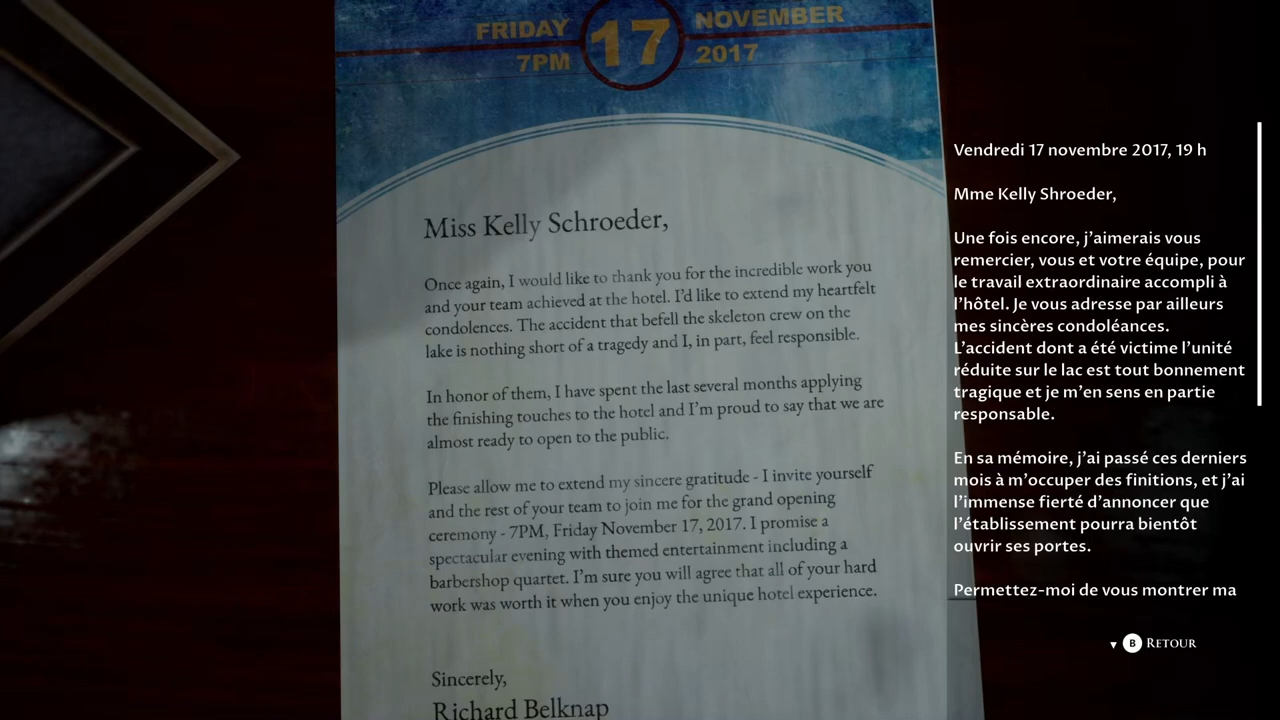 FRIDAY 17 NOVEMBER
7PM 2017
Miss Kelly Schroeder,
Once again, I would like to thank you for the incredible work you
and your team achieved at the hotel. I'd like to extend my heartfelt
condolences. The accident that befell the skeleton crew on the
lake is nothing short of a tragedy and I, in part, feel responsible.
In honor of them, I have spent the last several months applying
the finishing touches to the hotel and I'm proud to say that we are
almost ready to open to the public.
Please allow me to extend my sincere gratitude - I invite yourself
and the rest of your team to join me for the grand opening
ceremony - 7PM, Friday November 17, 2017. I promise a
spectacular evening with themed entertainment including a
barbershop quartet. I'm sure you will agree that all of your hard
work was worth it when you enjoy the unique hotel experience.
Sincerely,
Richard Belknap
Vendredi 17 novembre 2017, 19 h
Mme Kelly Shroeder,
Une fois encore, j'aimerais vous
remercier, vous et votre équipe, pour
le travail extraordinaire accompli à
l'hôtel. Je vous adresse par ailleurs
mes sincères condoléances.
L'accident dont a été victime l'unité
réduite sur le lac est tout bonnement
tragique et je m'en sens en partie
responsable.
En sa mémoire, j'ai passé ces derniers
mois à m'occuper des finitions, et j'ai
l'immense fierté d'annoncer que
l'établissement pourra bientôt
ouvrir ses portes.
Permettez-moi de vous montrer ma
B RETOUR